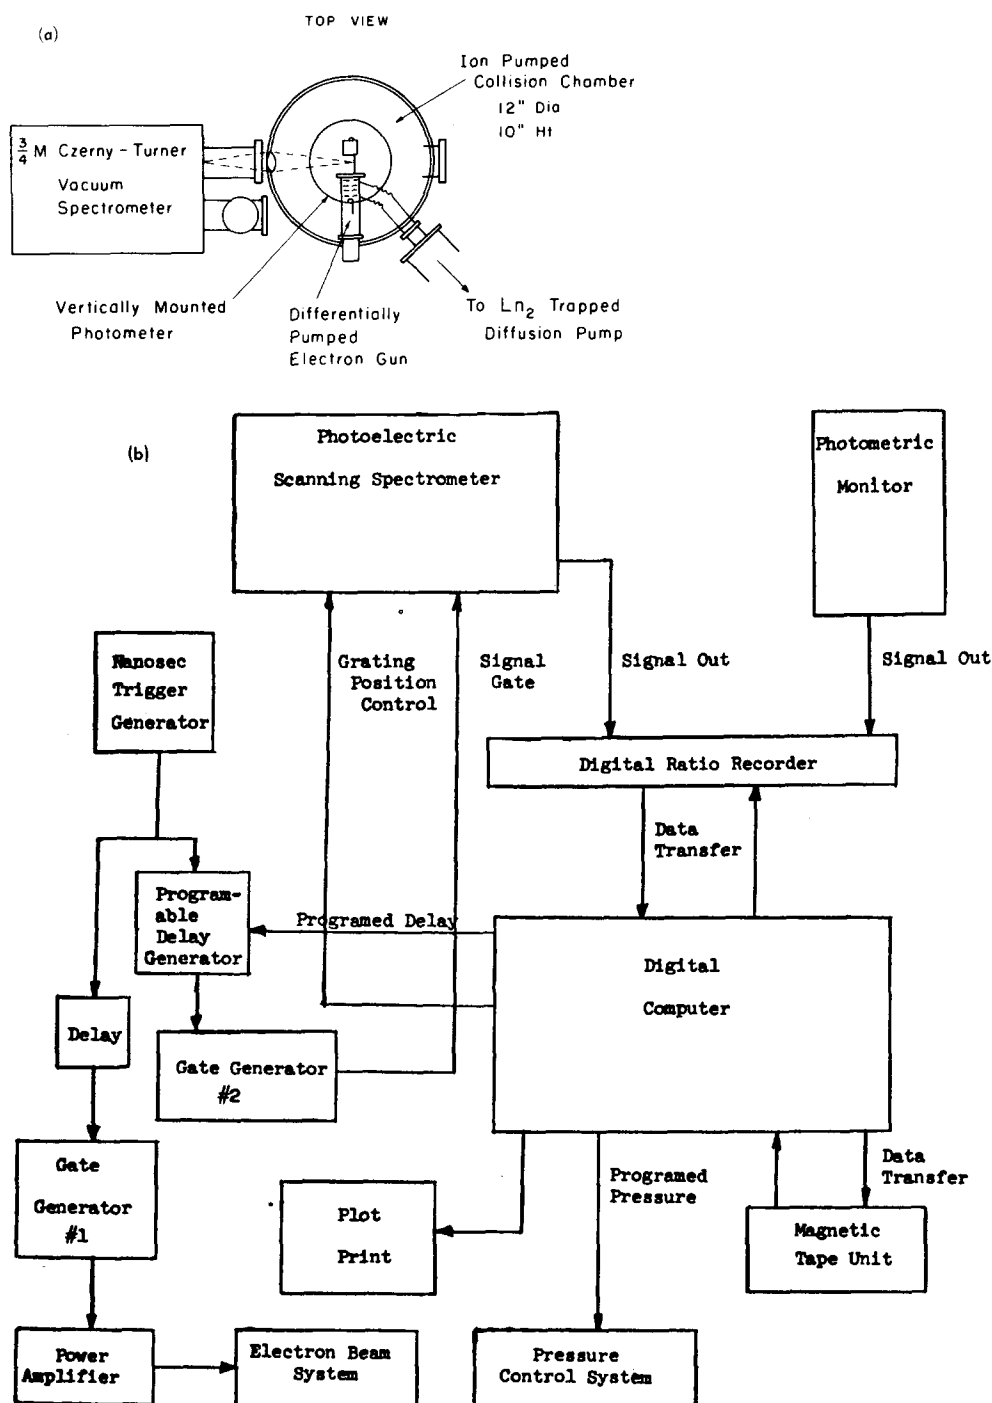 TOP VIEW
(a)
Ion Pumped
Collision Chamber
12" Dia
10" Ht
3/4 M Czerny-Turner
Vacuum
Spectrometer
Vertically Mounted
Photometer
Differentially
Pumped
Electron Gun
To Ln2 Trapped
Diffusion Pump
(b)
Photoelectric
Scanning Spectrometer
Photometric
Monitor
Nanosec
Trigger
Generator
Grating
Position
Control
Signal
Gate
Signal Out
Signal Out
Digital Ratio Recorder
Data
Transfer
Program-
able
Delay
Generator
Programed Delay
Digital
Computer
Delay
Gate Generator
#2
Gate
Generator
#1
Plot
Print
Programed
Pressure
Data
Transfer
Magnetic
Tape Unit
Power
Amplifier
Electron Beam
System
Pressure
Control System